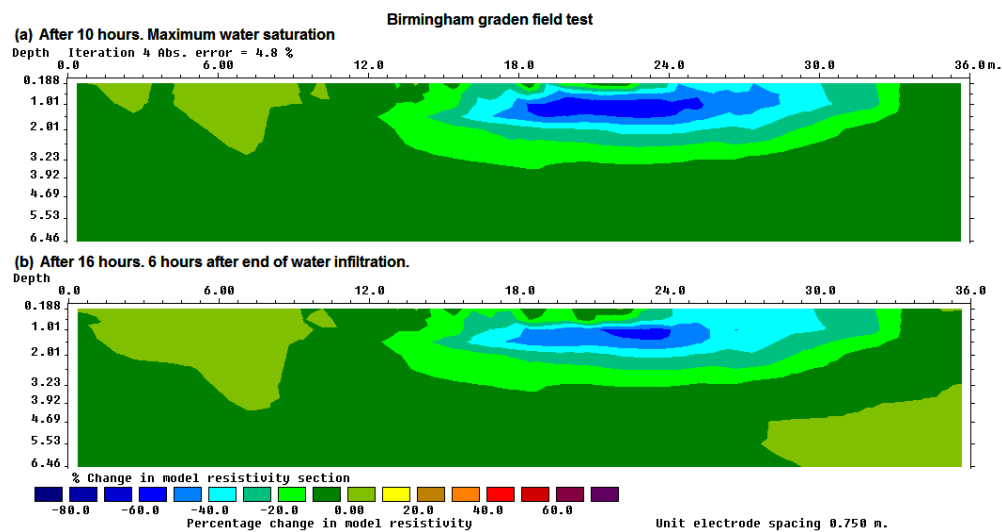 Birmingham graden field test
(a) After 10 hours. Maximum water saturation
Depth Iteration 4 Abs. error = 4.8 %
0.0 6.00 12.0 18.0 24.0 30.0 36.0 m.
0.188
1.01
2.01
3.23
3.92
4.69
5.53
6.46
(b) After 16 hours. 6 hours after end of water infiltration.
Depth
0.0 6.00 12.0 18.0 24.0 30.0 36.0
0.188
1.01
2.01
3.23
3.92
4.69
5.53
6.46
% Change in model resistivity section
-80.0 -60.0 -40.0 -20.0 0.00 20.0 40.0 60.0
Percentage change in model resistivity Unit electrode spacing 0.750 m.